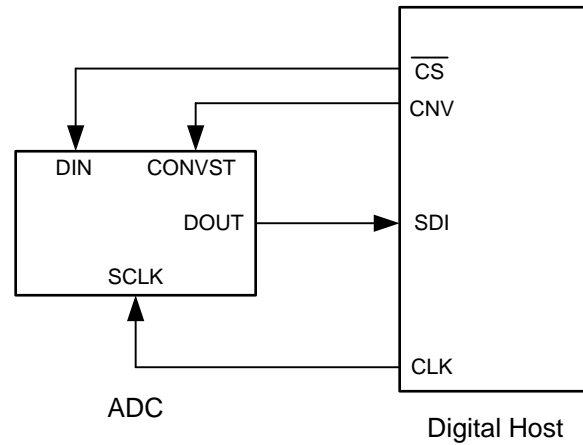 CS
CNV
DIN
CONVST
DOUT
SDI
SCLK
CLK
ADC
Digital Host